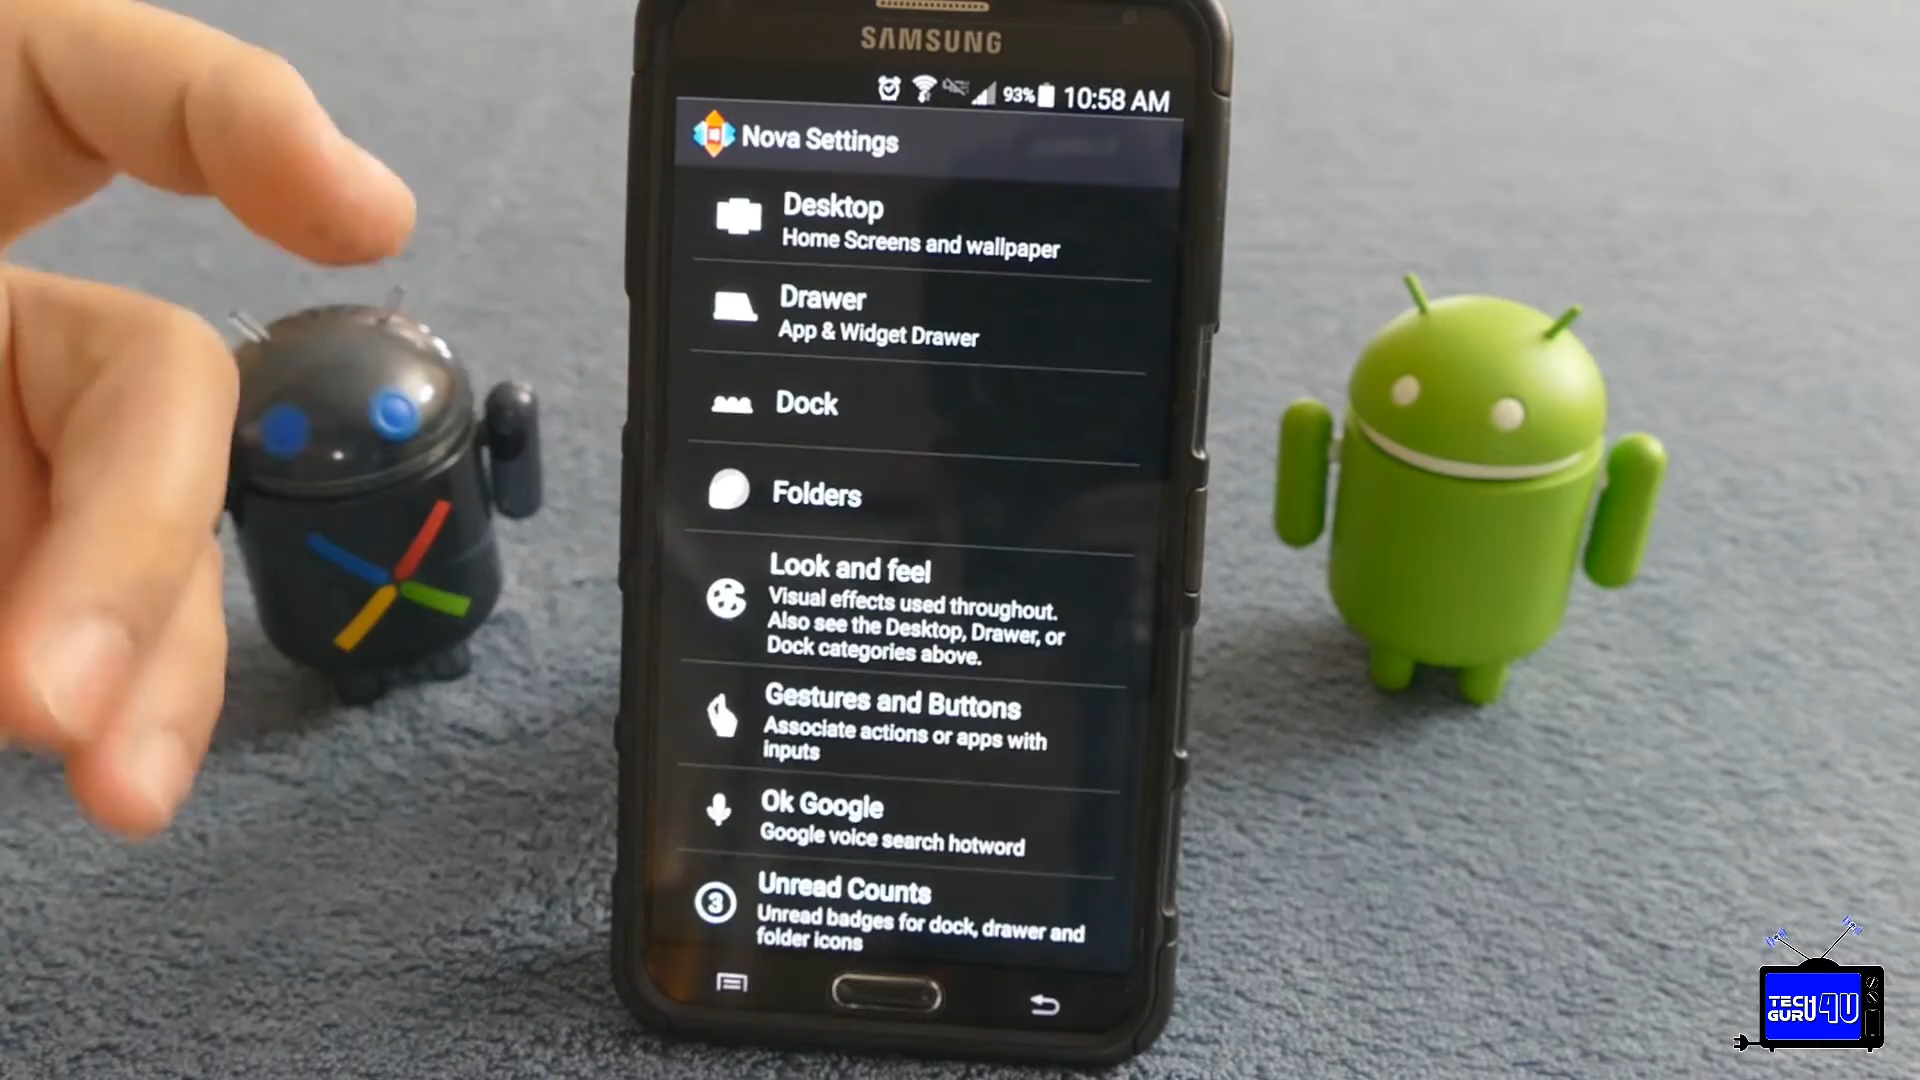 SAMSUNG
93% 10:58 AM
Nova Settings
Desktop
Home Screens and wallpaper
Drawer
App & Widget Drawer
Dock
Folders
Look and feel
Visual effects used throughout.
Also see the Desktop, Drawer, or
Dock categories above.
Gestures and Buttons
Associate actions or apps with
inputs
Ok Google
Google voice search hotword
3
Unread Counts
Unread badges for dock, drawer and
folder icons
TECH
GURU 4U